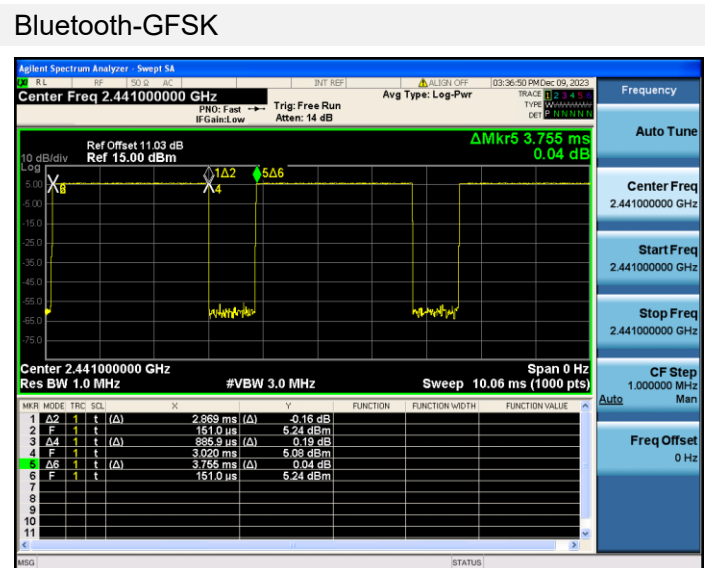 Bluetooth-GFSK
Agilent Spectrum Analyzer - Swept SA
RL RF 50 Ω AC INT REF ALIGN OFF 03:36:50 PM Dec 09, 2023
Center Freq 2.441000000 GHz Avg Type: Log-Pwr TRACE 1 2 3 4 5 6
PNO: Fast Trig: Free Run TYPE W
IFGain:Low Atten: 14 dB DET P N N N N N
Frequency
Auto Tune
Center Freq
2.441000000 GHz
Start Freq
2.441000000 GHz
Stop Freq
2.441000000 GHz
CF Step
1.000000 MHz
Auto Man
Freq Offset
0 Hz
ΔMkr5 3.755 ms
0.04 dB
Ref Offset 11.03 dB
10 dB/div Ref 15.00 dBm
Log
1Δ2 5Δ6
5.00
4
-5.00
-15.0
-25.0
-35.0
-45.0
-55.0
-65.0
-75.0
Center 2.441000000 GHz Span 0 Hz
Res BW 1.0 MHz #VBW 3.0 MHz Sweep 10.06 ms (1000 pts)
MKR MODE TRC SCL X Y FUNCTION FUNCTION WIDTH FUNCTION VALUE
1 Δ2 1 t (Δ) 2.869 ms (Δ) -0.16 dB
2 F 1 t 151.0 µs 5.24 dBm
3 Δ4 1 t (Δ) 885.9 µs (Δ) 0.19 dB
4 F 1 t 3.020 ms 5.08 dBm
5 Δ6 1 t (Δ) 3.755 ms (Δ) 0.04 dB
6 F 1 t 151.0 µs 5.24 dBm
7
8
9
10
11
MSG STATUS